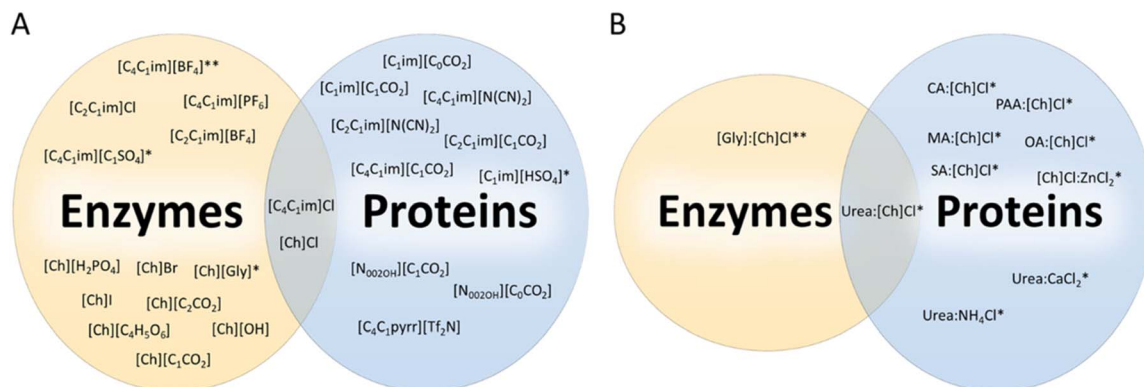 A
[C₄C₁im][BF₄]**
[C₂C₁im]Cl
[C₄C₁im][PF₆]
[C₂C₁im][BF₄]
[C₄C₁im][C₁SO₄]*
Enzymes
[Ch][H₂PO₄]
[Ch]Br
[Ch][Gly]*
[Ch]I
[Ch][C₂CO₂]
[Ch][C₄H₅O₆]
[Ch][OH]
[Ch][C₁CO₂]
[C₄C₁im]Cl
[Ch]Cl
[C₁im][C₀CO₂]
[C₁im][C₁CO₂]
[C₄C₁im][N(CN)₂]
[C₂C₁im][N(CN)₂]
[C₂C₁im][C₁CO₂]
[C₄C₁im][C₁CO₂]
[C₁im][HSO₄]*
Proteins
[N₀₀₂OH][C₁CO₂]
[N₀₀₂OH][C₀CO₂]
[C₄C₁pyrr][Tf₂N]
B
[Gly]:[Ch]Cl**
Enzymes
Urea:[Ch]Cl*
CA:[Ch]Cl*
PAA:[Ch]Cl*
MA:[Ch]Cl*
OA:[Ch]Cl*
SA:[Ch]Cl*
[Ch]Cl:ZnCl₂*
Proteins
Urea:CaCl₂*
Urea:NH₄Cl*